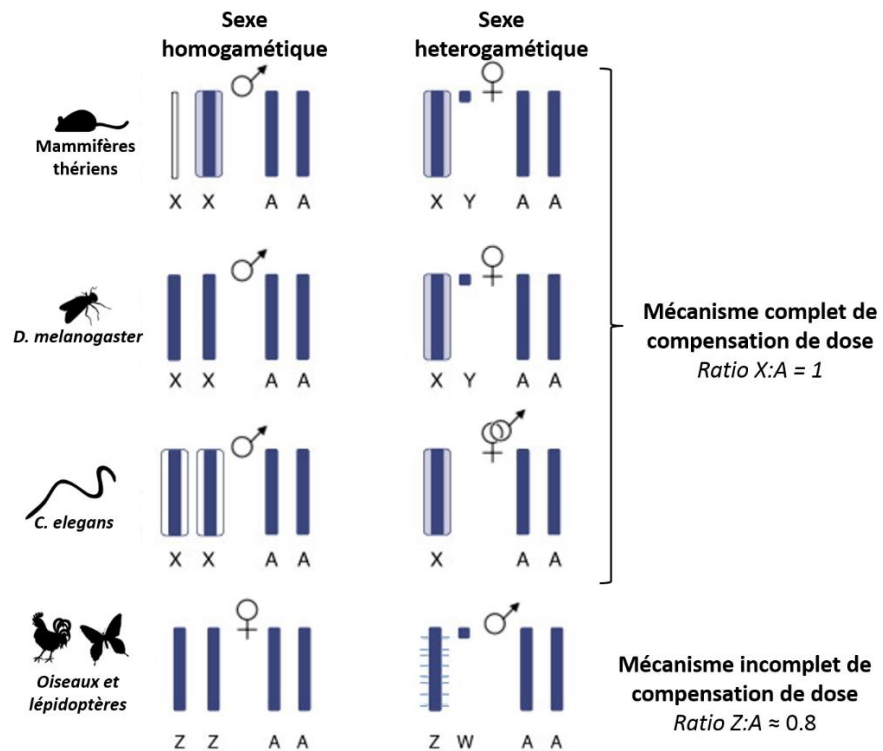 Sexe
homogamétique
Sexe
heterogamétique
Mammifères
thériens
X X A A
X Y A A
D. melanogaster
X X A A
X Y A A
Mécanisme complet de
compensation de dose
Ratio X:A = 1
C. elegans
X X A A
X A A
Oiseaux et
lépidoptères
Z Z A A
Z W A A
Mécanisme incomplet de
compensation de dose
Ratio Z:A ≈ 0.8